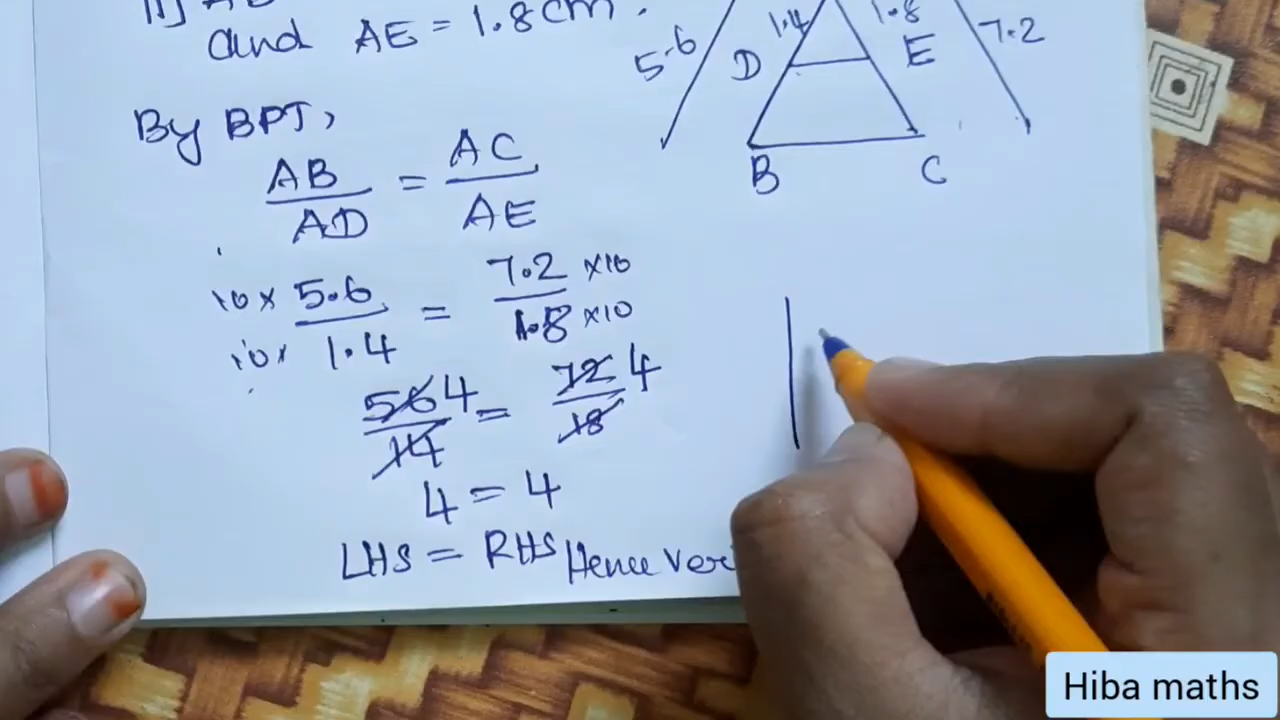 and AE = 1.8cm.
1.4
1.8
5.6
D
E
7.2
B
C
By BPT,
AB/AD = AC/AE
10 × 5.6 / 10 × 1.4 = 7.2 × 10 / 1.8 × 10
56/14 4 = 72/18 4
4 = 4
LHS = RHS Hence Ver
Hiba maths